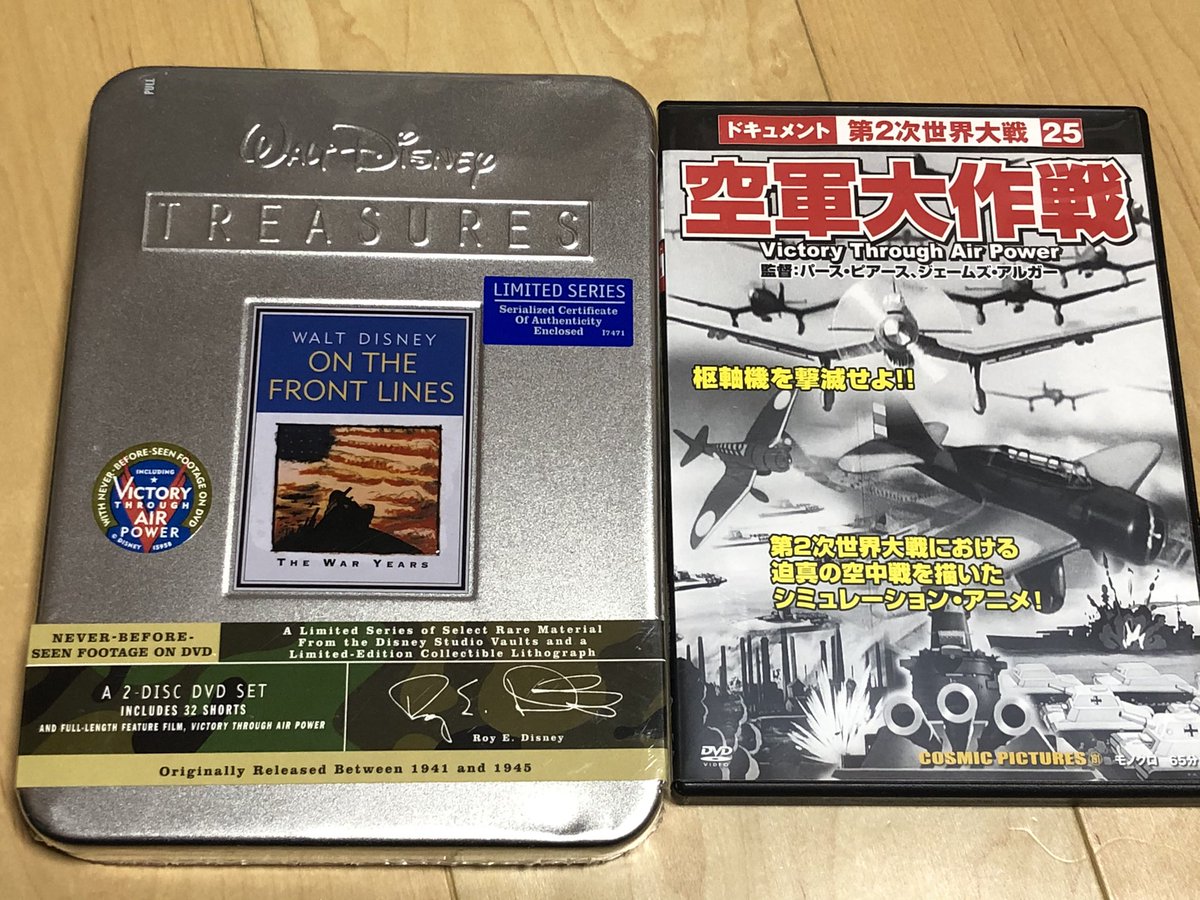 PULL
WALT DISNEY
TREASURES
LIMITED SERIES
Serialized Certificate
Of Authenticity
Enclosed
17471
WALT DISNEY
ON THE
FRONT LINES
THE WAR YEARS
WITH NEVER-BEFORE-SEEN FOOTAGE ON DVD
INCLUDING
VICTORY
THROUGH
AIR
POWER
© DISNEY 15958
NEVER-BEFORE-
SEEN FOOTAGE ON DVD
A Limited Series of Select Rare Material
From the Disney Studio Vaults and a
Limited-Edition Collectible Lithograph
A 2-DISC DVD SET
INCLUDES 32 SHORTS
AND FULL-LENGTH FEATURE FILM, VICTORY THROUGH AIR POWER
Roy E. Disney
Roy E. Disney
Originally Released Between 1941 and 1945
ドキュメント 第2次世界大戦 25
空軍大作戦
Victory Through Air Power
監督:パース・ピアース、ジェームズ・アルガー
枢軸機を撃滅せよ!!
第2次世界大戦における
迫真の空中戦を描いた
シミュレーション・アニメ!
DVD
VIDEO
COSMIC PICTURES
モノクロ 65分